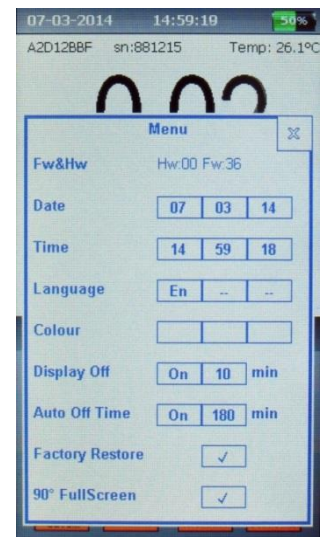 07-03-2014 14:59:19 50%
A2D12BBF sn:881215 Temp: 26.1ºC
Menu X
Fw&Hw Hw:00 Fw:36
Date 07 03 14
Time 14 59 18
Language En -- --
Colour
Display Off On 10 min
Auto Off Time On 180 min
Factory Restore ✓
90° FullScreen ✓